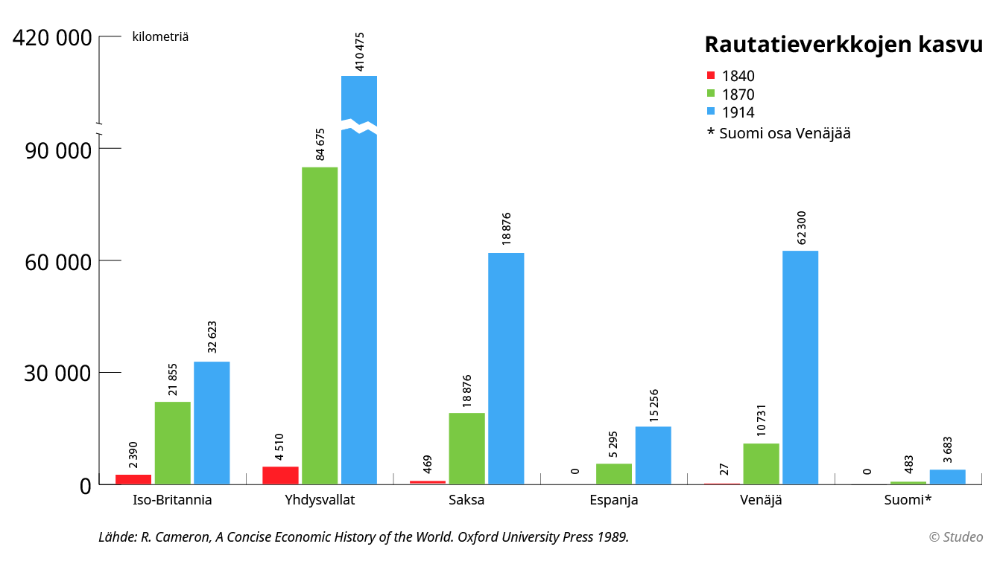 Rautatieverkkojen kasvu
1840
1870
1914
* Suomi osa Venäjää
kilometriä
420 000
90 000
60 000
30 000
0
2 390
21 855
32 623
4 510
84 675
410 475
469
18 876
18 876
0
5 295
15 256
27
10 731
62 300
0
483
3 683
Iso-Britannia
Yhdysvallat
Saksa
Espanja
Venäjä
Suomi*
Lähde: R. Cameron, A Concise Economic History of the World. Oxford University Press 1989.
© Studeo